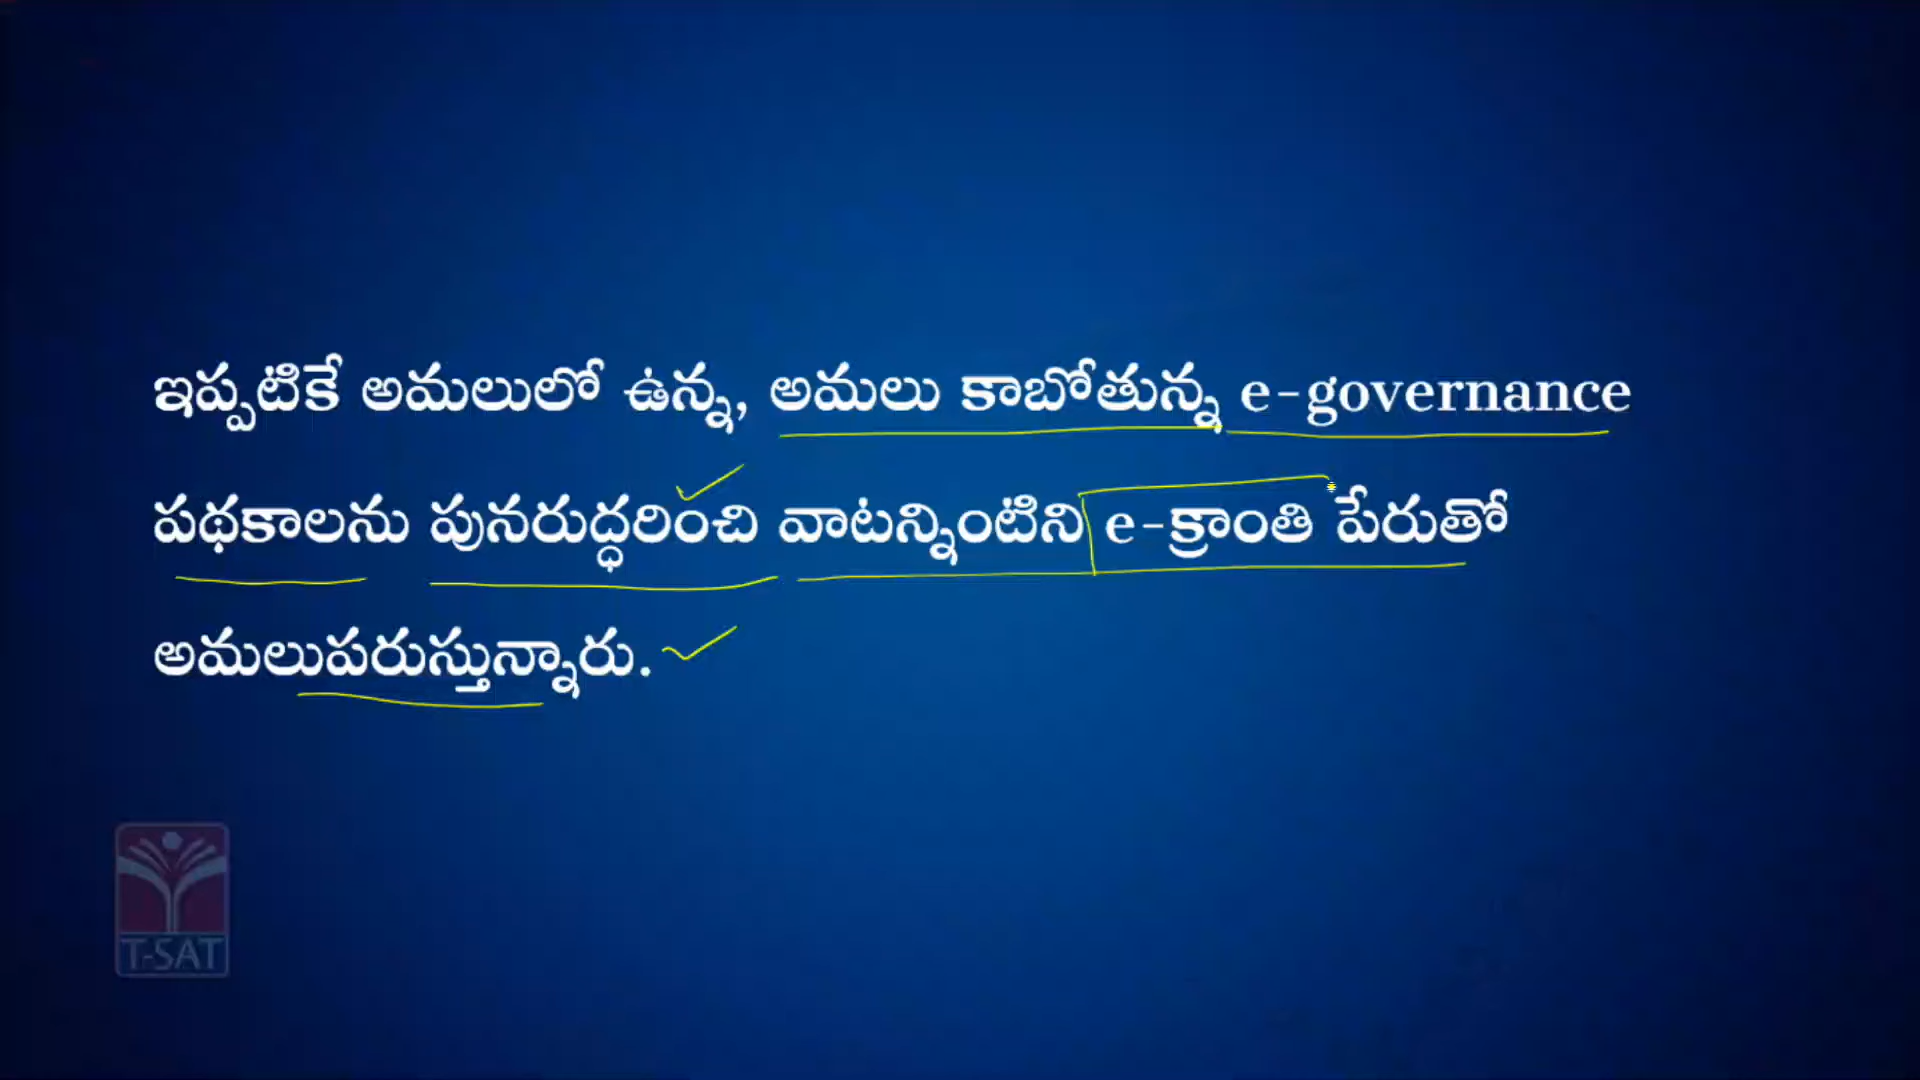 ఇప్పటికే అమలులో ఉన్న, అమలు కాబోతున్న e-governance
పథకాలను పునరుద్ధరించి వాటన్నింటిని e-క్రాంతి పేరుతో
అమలుపరుస్తున్నారు.
T-SAT